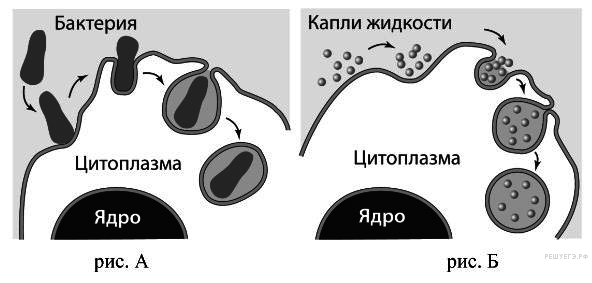 Бактерия
Цитоплазма
Ядро
рис. А
Капли жидкости
Цитоплазма
Ядро
рис. Б
РЕШУЕГЭ.РФ